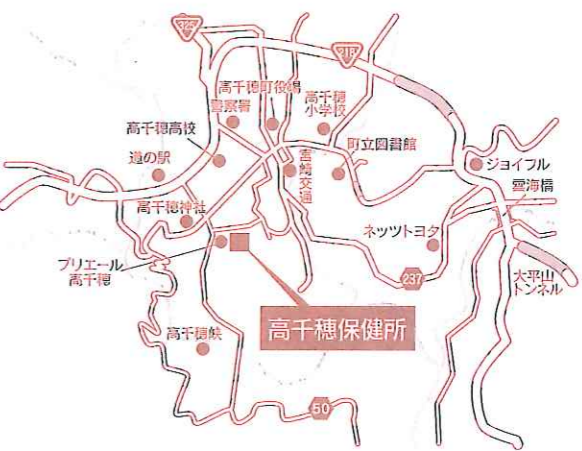 325
218
高千穂町役場
警察署
高千穂
小学校
高千穂高校
町立図書館
道の駅
宮崎交通
ジョイフル
雲海橋
高千穂神社
ネッツトヨタ
プリエール
高千穂
237
大平山
トンネル
高千穂保健所
高千穂峡
50